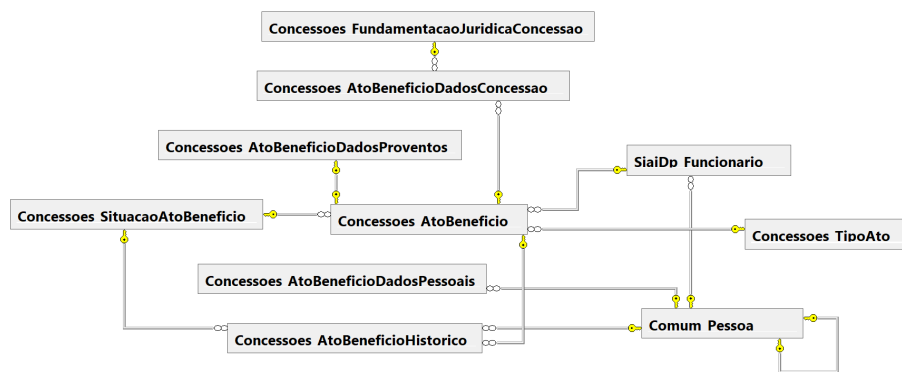 Concessoes FundamentacaoJuridicaConcessao
Concessoes AtoBeneficioDadosConcessao
Concessoes AtoBeneficioDadosProventos
SiaiDp Funcionario
Concessoes SituacaoAtoBeneficio
Concessoes AtoBeneficio
Concessoes TipoAto
Concessoes AtoBeneficioDadosPessoais
Comum Pessoa
Concessoes AtoBeneficioHistorico